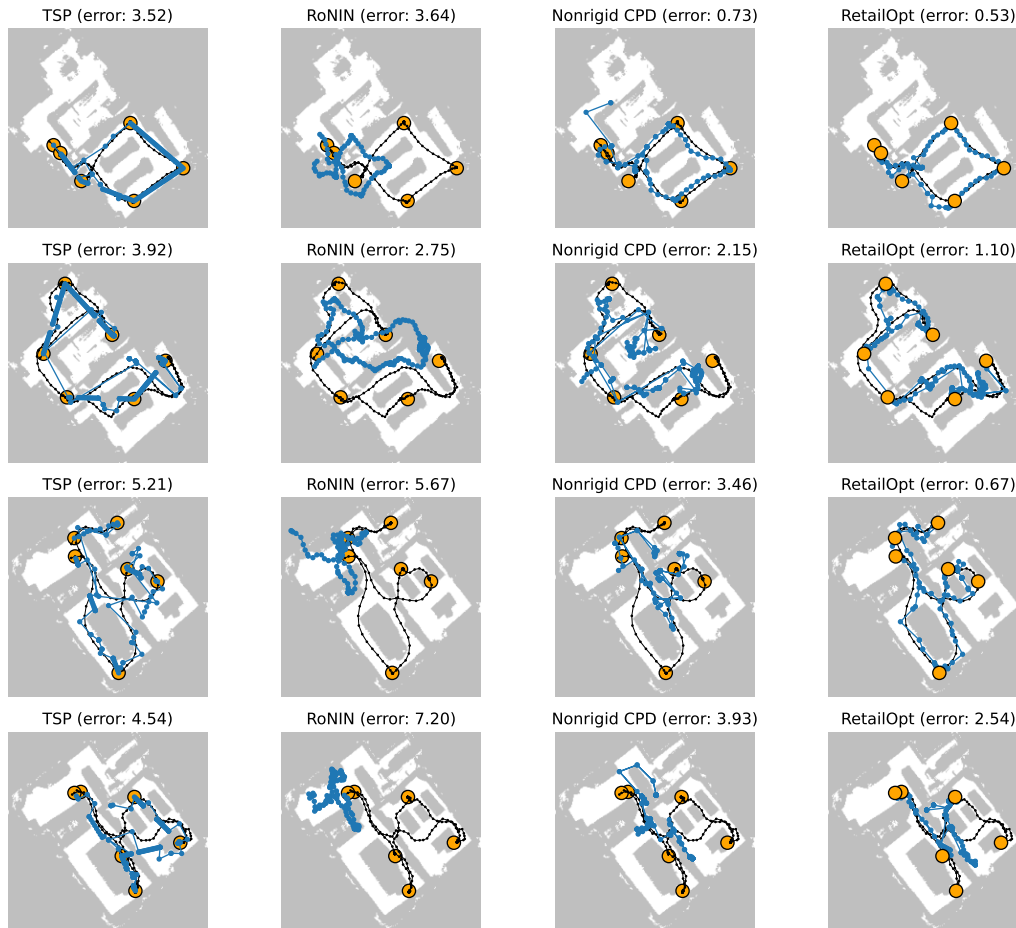 TSP (error: 3.52)
RoNIN (error: 3.64)
Nonrigid CPD (error: 0.73)
RetailOpt (error: 0.53)
TSP (error: 3.92)
RoNIN (error: 2.75)
Nonrigid CPD (error: 2.15)
RetailOpt (error: 1.10)
TSP (error: 5.21)
RoNIN (error: 5.67)
Nonrigid CPD (error: 3.46)
RetailOpt (error: 0.67)
TSP (error: 4.54)
RoNIN (error: 7.20)
Nonrigid CPD (error: 3.93)
RetailOpt (error: 2.54)